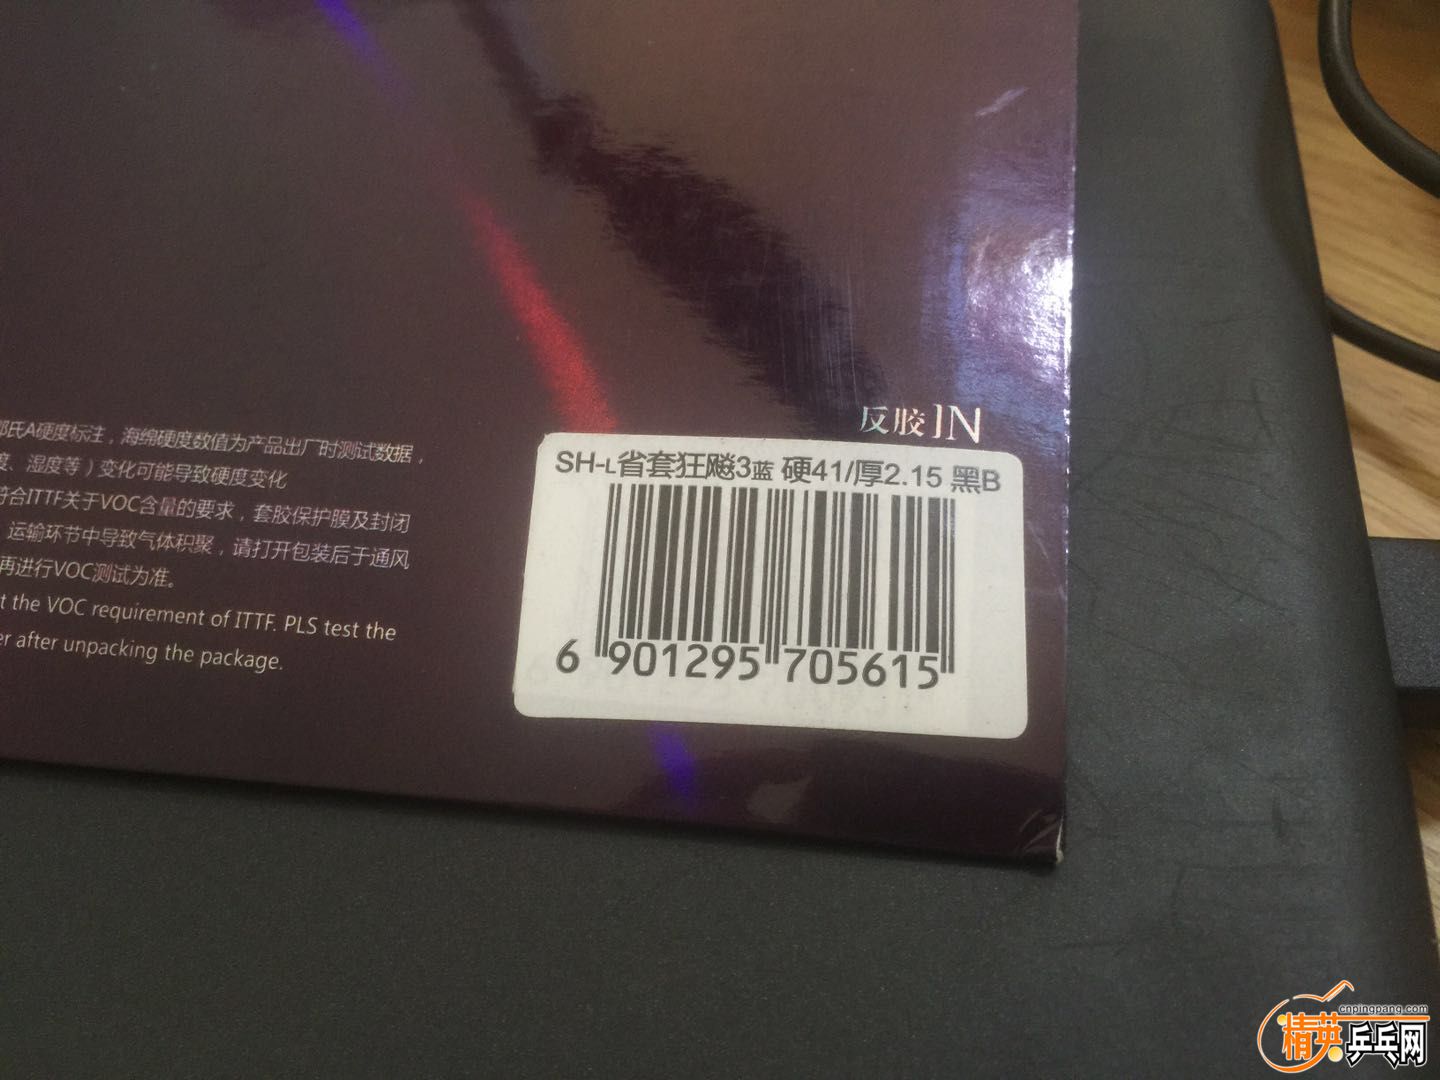 反胶IN
氏A硬度标注，海绵硬度数值为产品出厂时测试数据，
、湿度等）变化可能导致硬度变化
符合ITTF关于VOC含量的要求，套胶保护膜及封闭
运输环节中导致气体积聚，请打开包装后于通风
再进行VOC测试为准。
t the VOC requirement of ITTF. PLS test the
er after unpacking the package.
SH-L省套狂飚3蓝 硬41/厚2.15 黑B
6 901295 705615
cnpingpang.com
精英乒乓网